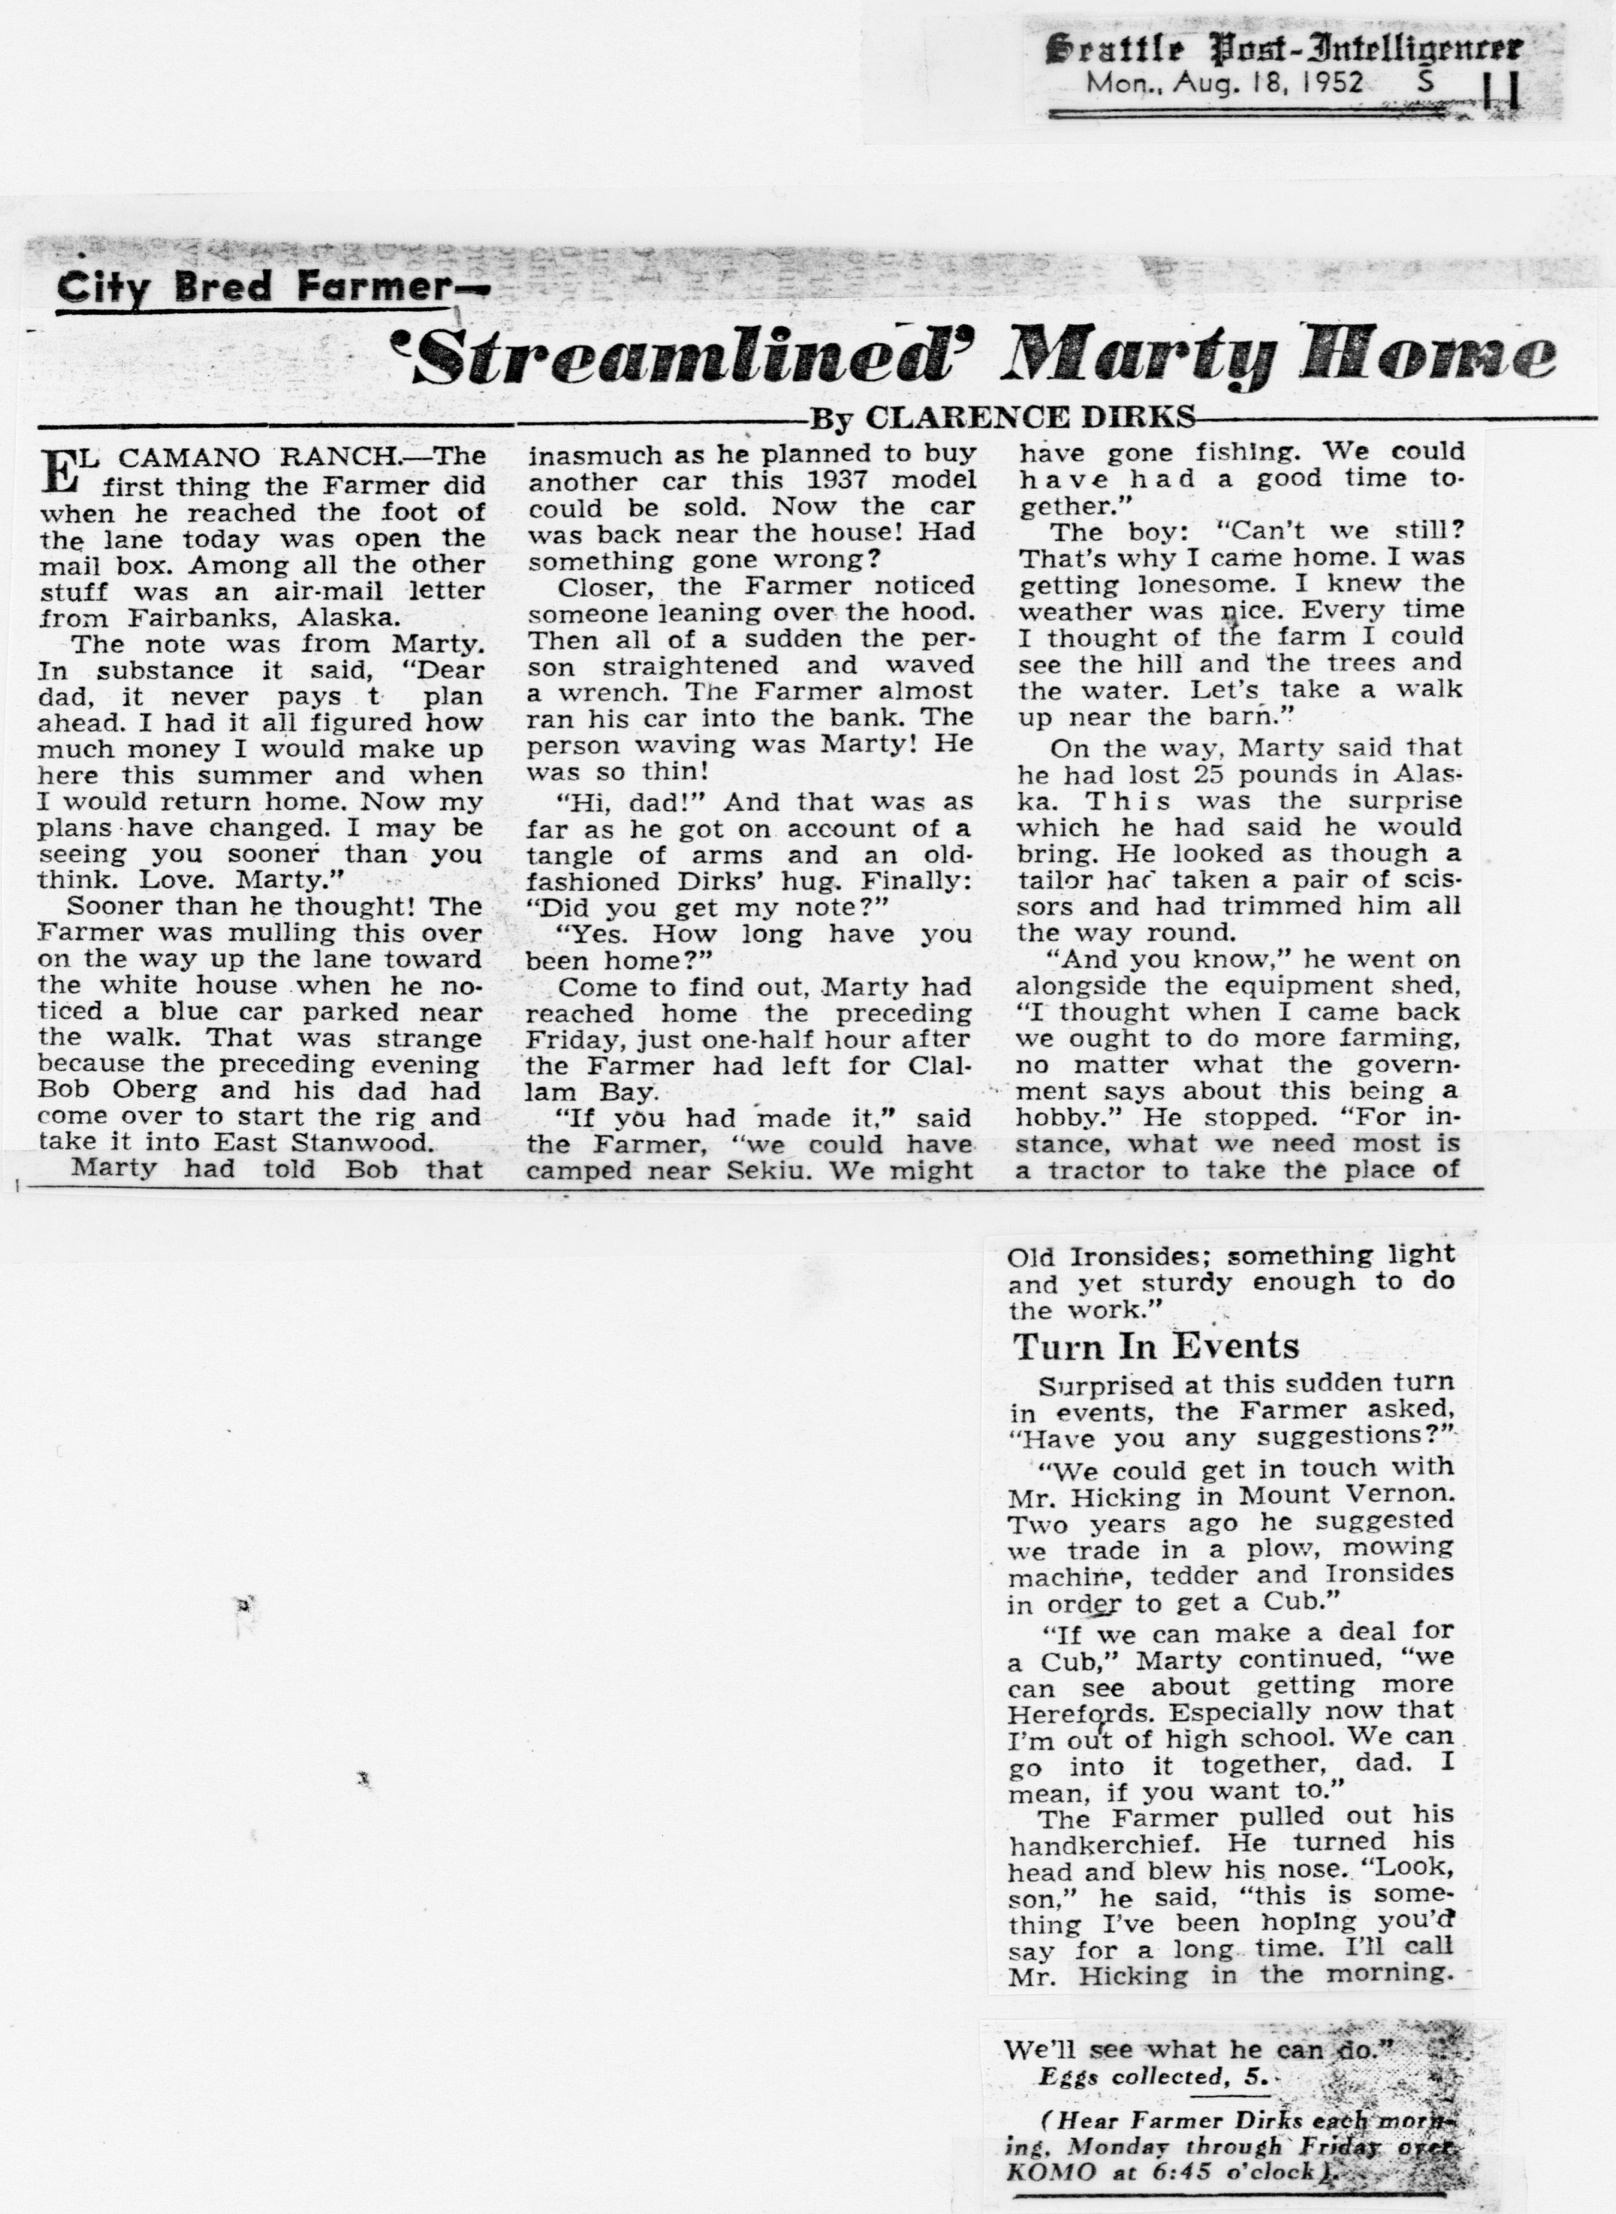 Seattle Post-Intelligencer
Mon., Aug. 18, 1952 S 11
City Bred Farmer—
'Streamlined' Marty Home
By CLARENCE DIRKS
EL CAMANO RANCH.—The
first thing the Farmer did
when he reached the foot of
the lane today was open the
mail box. Among all the other
stuff was an air-mail letter
from Fairbanks, Alaska.
The note was from Marty.
In substance it said, "Dear
dad, it never pays t plan
ahead. I had it all figured how
much money I would make up
here this summer and when
I would return home. Now my
plans have changed. I may be
seeing you sooner than you
think. Love. Marty."
Sooner than he thought! The
Farmer was mulling this over
on the way up the lane toward
the white house when he no-
ticed a blue car parked near
the walk. That was strange
because the preceding evening
Bob Oberg and his dad had
come over to start the rig and
take it into East Stanwood.
Marty had told Bob that
inasmuch as he planned to buy
another car this 1937 model
could be sold. Now the car
was back near the house! Had
something gone wrong?
Closer, the Farmer noticed
someone leaning over the hood.
Then all of a sudden the per-
son straightened and waved
a wrench. The Farmer almost
ran his car into the bank. The
person waving was Marty! He
was so thin!
"Hi, dad!" And that was as
far as he got on account of a
tangle of arms and an old-
fashioned Dirks' hug. Finally:
"Did you get my note?"
"Yes. How long have you
been home?"
Come to find out, Marty had
reached home the preceding
Friday, just one-half hour after
the Farmer had left for Clal-
lam Bay.
"If you had made it," said
the Farmer, "we could have
camped near Sekiu. We might
have gone fishing. We could
have had a good time to-
gether."
The boy: "Can't we still?
That's why I came home. I was
getting lonesome. I knew the
weather was nice. Every time
I thought of the farm I could
see the hill and the trees and
the water. Let's take a walk
up near the barn."
On the way, Marty said that
he had lost 25 pounds in Alas-
ka. This was the surprise
which he had said he would
bring. He looked as though a
tailor had taken a pair of scis-
sors and had trimmed him all
the way round.
"And you know," he went on
alongside the equipment shed,
"I thought when I came back
we ought to do more farming,
no matter what the govern-
ment says about this being a
hobby." He stopped. "For in-
stance, what we need most is
a tractor to take the place of
Old Ironsides; something light
and yet sturdy enough to do
the work."
Turn In Events
Surprised at this sudden turn
in events, the Farmer asked,
"Have you any suggestions?"
"We could get in touch with
Mr. Hicking in Mount Vernon.
Two years ago he suggested
we trade in a plow, mowing
machine, tedder and Ironsides
in order to get a Cub."
"If we can make a deal for
a Cub," Marty continued, "we
can see about getting more
Herefords. Especially now that
I'm out of high school. We can
go into it together, dad. I
mean, if you want to."
The Farmer pulled out his
handkerchief. He turned his
head and blew his nose. "Look,
son," he said, "this is some-
thing I've been hoping you'd
say for a long time. I'll call
Mr. Hicking in the morning.
We'll see what he can do."
Eggs collected, 5.
(Hear Farmer Dirks each morn-
ing, Monday through Friday over
KOMO at 6:45 o'clock).